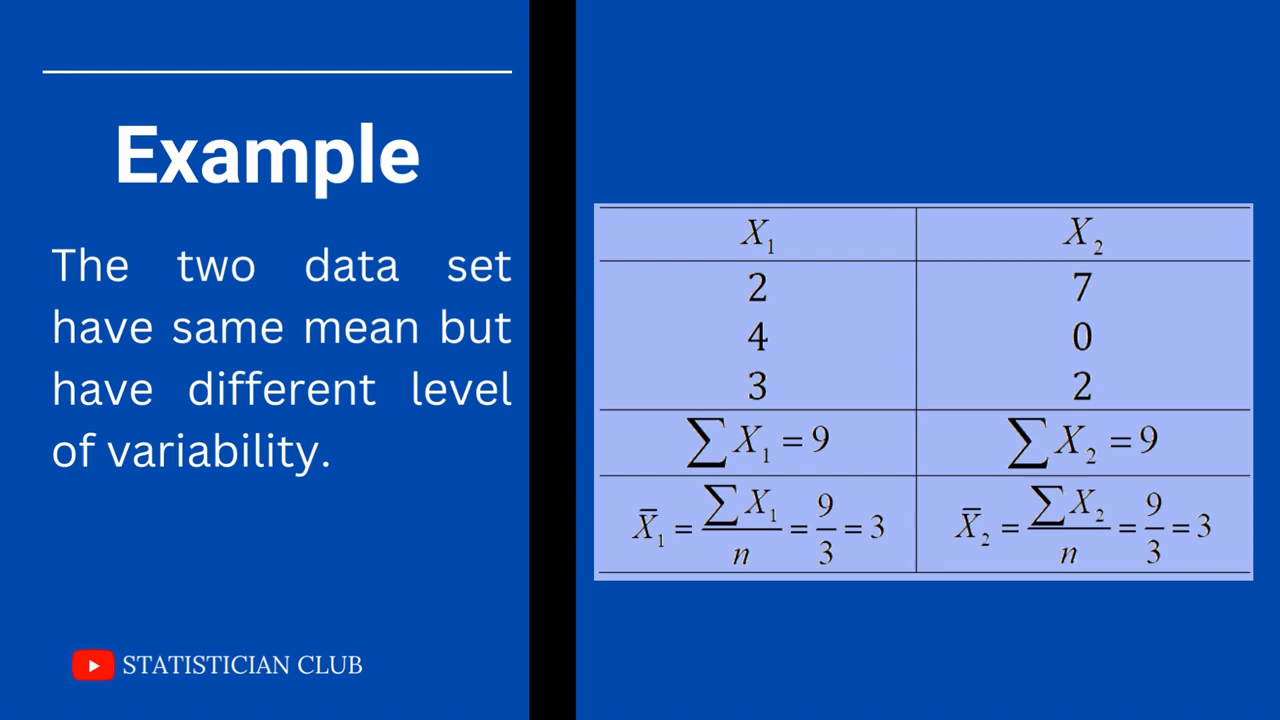 Example
The two data set
have same mean but
have different level
of variability.
STATISTICIAN CLUB
X₁ X₂
2 7
4 0
3 2
∑X₁ = 9 ∑X₂ = 9
X̄₁ = ∑X₁/n = 9/3 = 3 X̄₂ = ∑X₂/n = 9/3 = 3